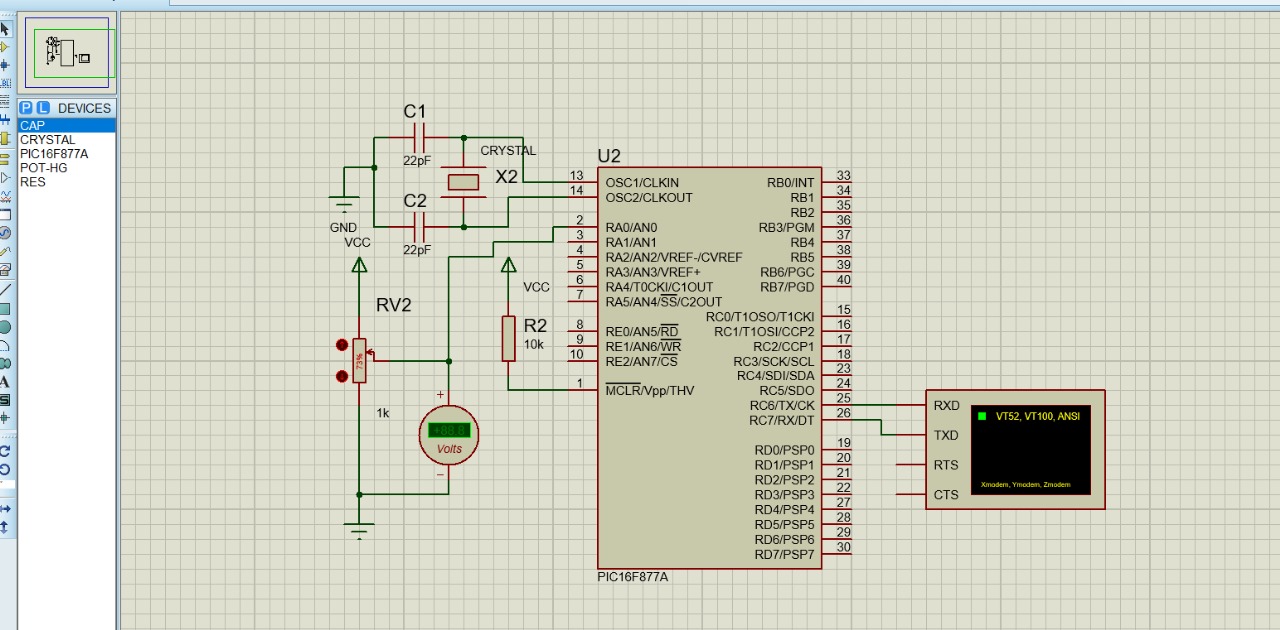 P L DEVICES
CAP
CRYSTAL
PIC16F877A
POT-HG
RES
C1
22pF
CRYSTAL
X2
C2
22pF
GND
VCC
RV2
73%
1k
VCC
R2
10k
+88.8
Volts
+
−
U2
13 OSC1/CLKIN
14 OSC2/CLKOUT
2 RA0/AN0
3 RA1/AN1
4 RA2/AN2/VREF-/CVREF
5 RA3/AN3/VREF+
6 RA4/T0CKI/C1OUT
7 RA5/AN4/SS/C2OUT
8 RE0/AN5/RD
9 RE1/AN6/WR
10 RE2/AN7/CS
1 MCLR/Vpp/THV
RB0/INT 33
RB1 34
RB2 35
RB3/PGM 36
RB4 37
RB5 38
RB6/PGC 39
RB7/PGD 40
RC0/T1OSO/T1CKI 15
RC1/T1OSI/CCP2 16
RC2/CCP1 17
RC3/SCK/SCL 18
RC4/SDI/SDA 23
RC5/SDO 24
RC6/TX/CK 25
RC7/RX/DT 26
RD0/PSP0 19
RD1/PSP1 20
RD2/PSP2 21
RD3/PSP3 22
RD4/PSP4 27
RD5/PSP5 28
RD6/PSP6 29
RD7/PSP7 30
PIC16F877A
RXD
TXD
RTS
CTS
VT52, VT100, ANSI
Xmodem, Ymodem, Zmodem